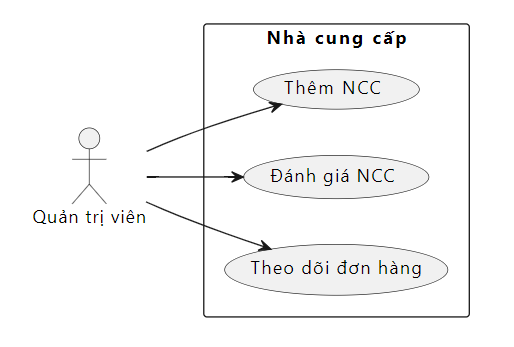 Nhà cung cấp
Thêm NCC
Đánh giá NCC
Quản trị viên
Theo dõi đơn hàng